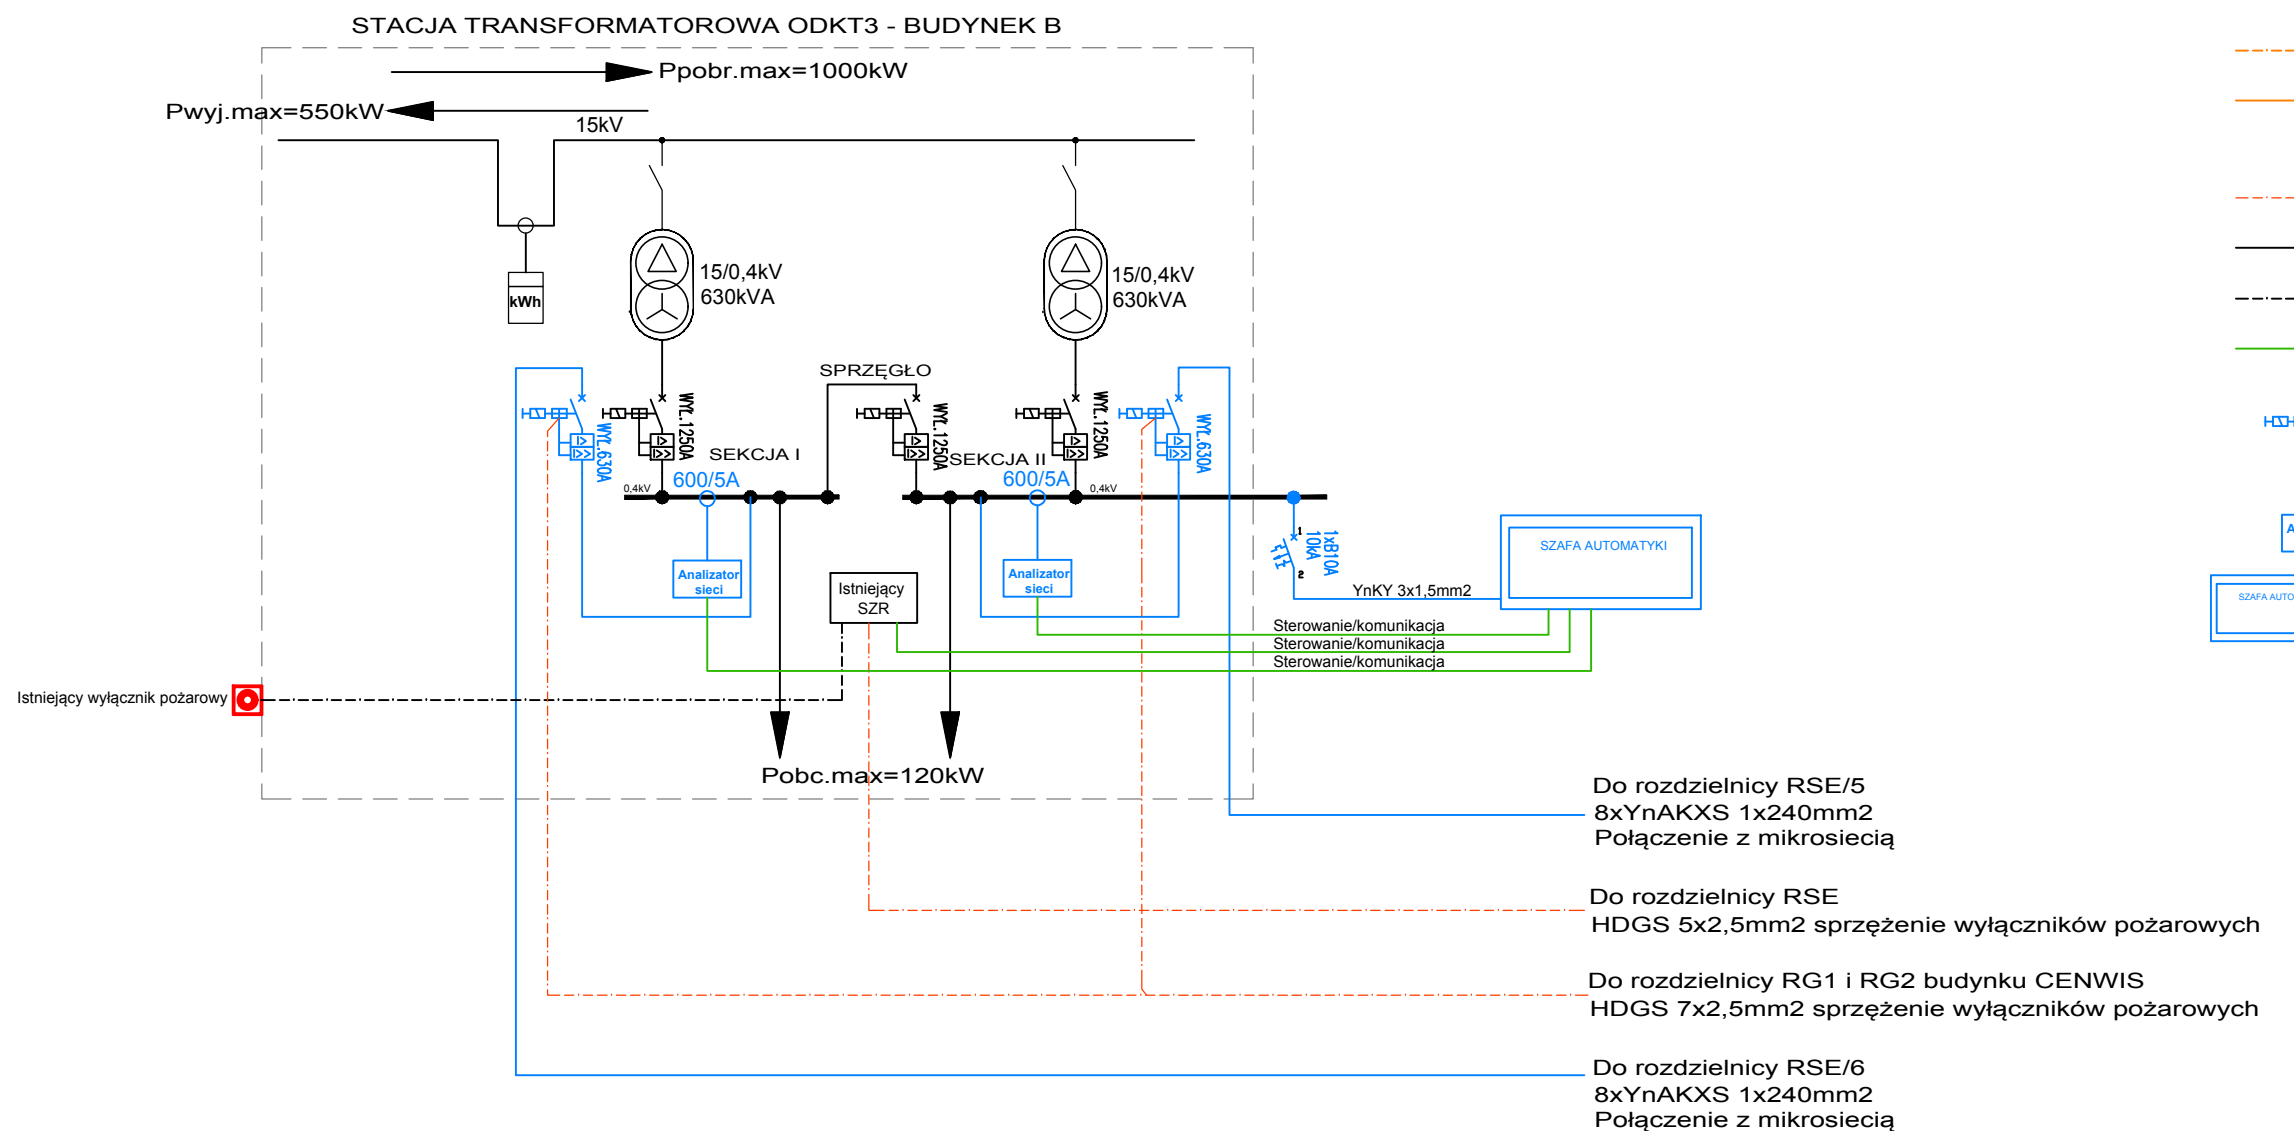 STACJA TRANSFORMATOROWA ODKT3 - BUDYNEK B
Ppobr.max=1000kW
Pwyj.max=550kW
15kV
kWh
15/0,4kV
630kVA
15/0,4kV
630kVA
SPRZĘGŁO
WYŁ.630A
WYŁ.1250A
WYŁ.1250A
WYŁ.1250A
WYŁ.630A
SEKCJA I
SEKCJA II
600/5A
600/5A
0,4kV
0,4kV
1
2
1xB10A
10kA
Analizator
sieci
Istniejący
SZR
Analizator
sieci
SZAFA AUTOMATYKI
YnKY 3x1,5mm2
Sterowanie/komunikacja
Sterowanie/komunikacja
Sterowanie/komunikacja
A
SZAFA AUTO
Istniejący wyłącznik pożarowy
Pobc.max=120kW
Do rozdzielnicy RSE/5
8xYnAKXS 1x240mm2
Połączenie z mikrosiecią
Do rozdzielnicy RSE
HDGS 5x2,5mm2 sprzężenie wyłączników pożarowych
Do rozdzielnicy RG1 i RG2 budynku CENWIS
HDGS 7x2,5mm2 sprzężenie wyłączników pożarowych
Do rozdzielnicy RSE/6
8xYnAKXS 1x240mm2
Połączenie z mikrosiecią